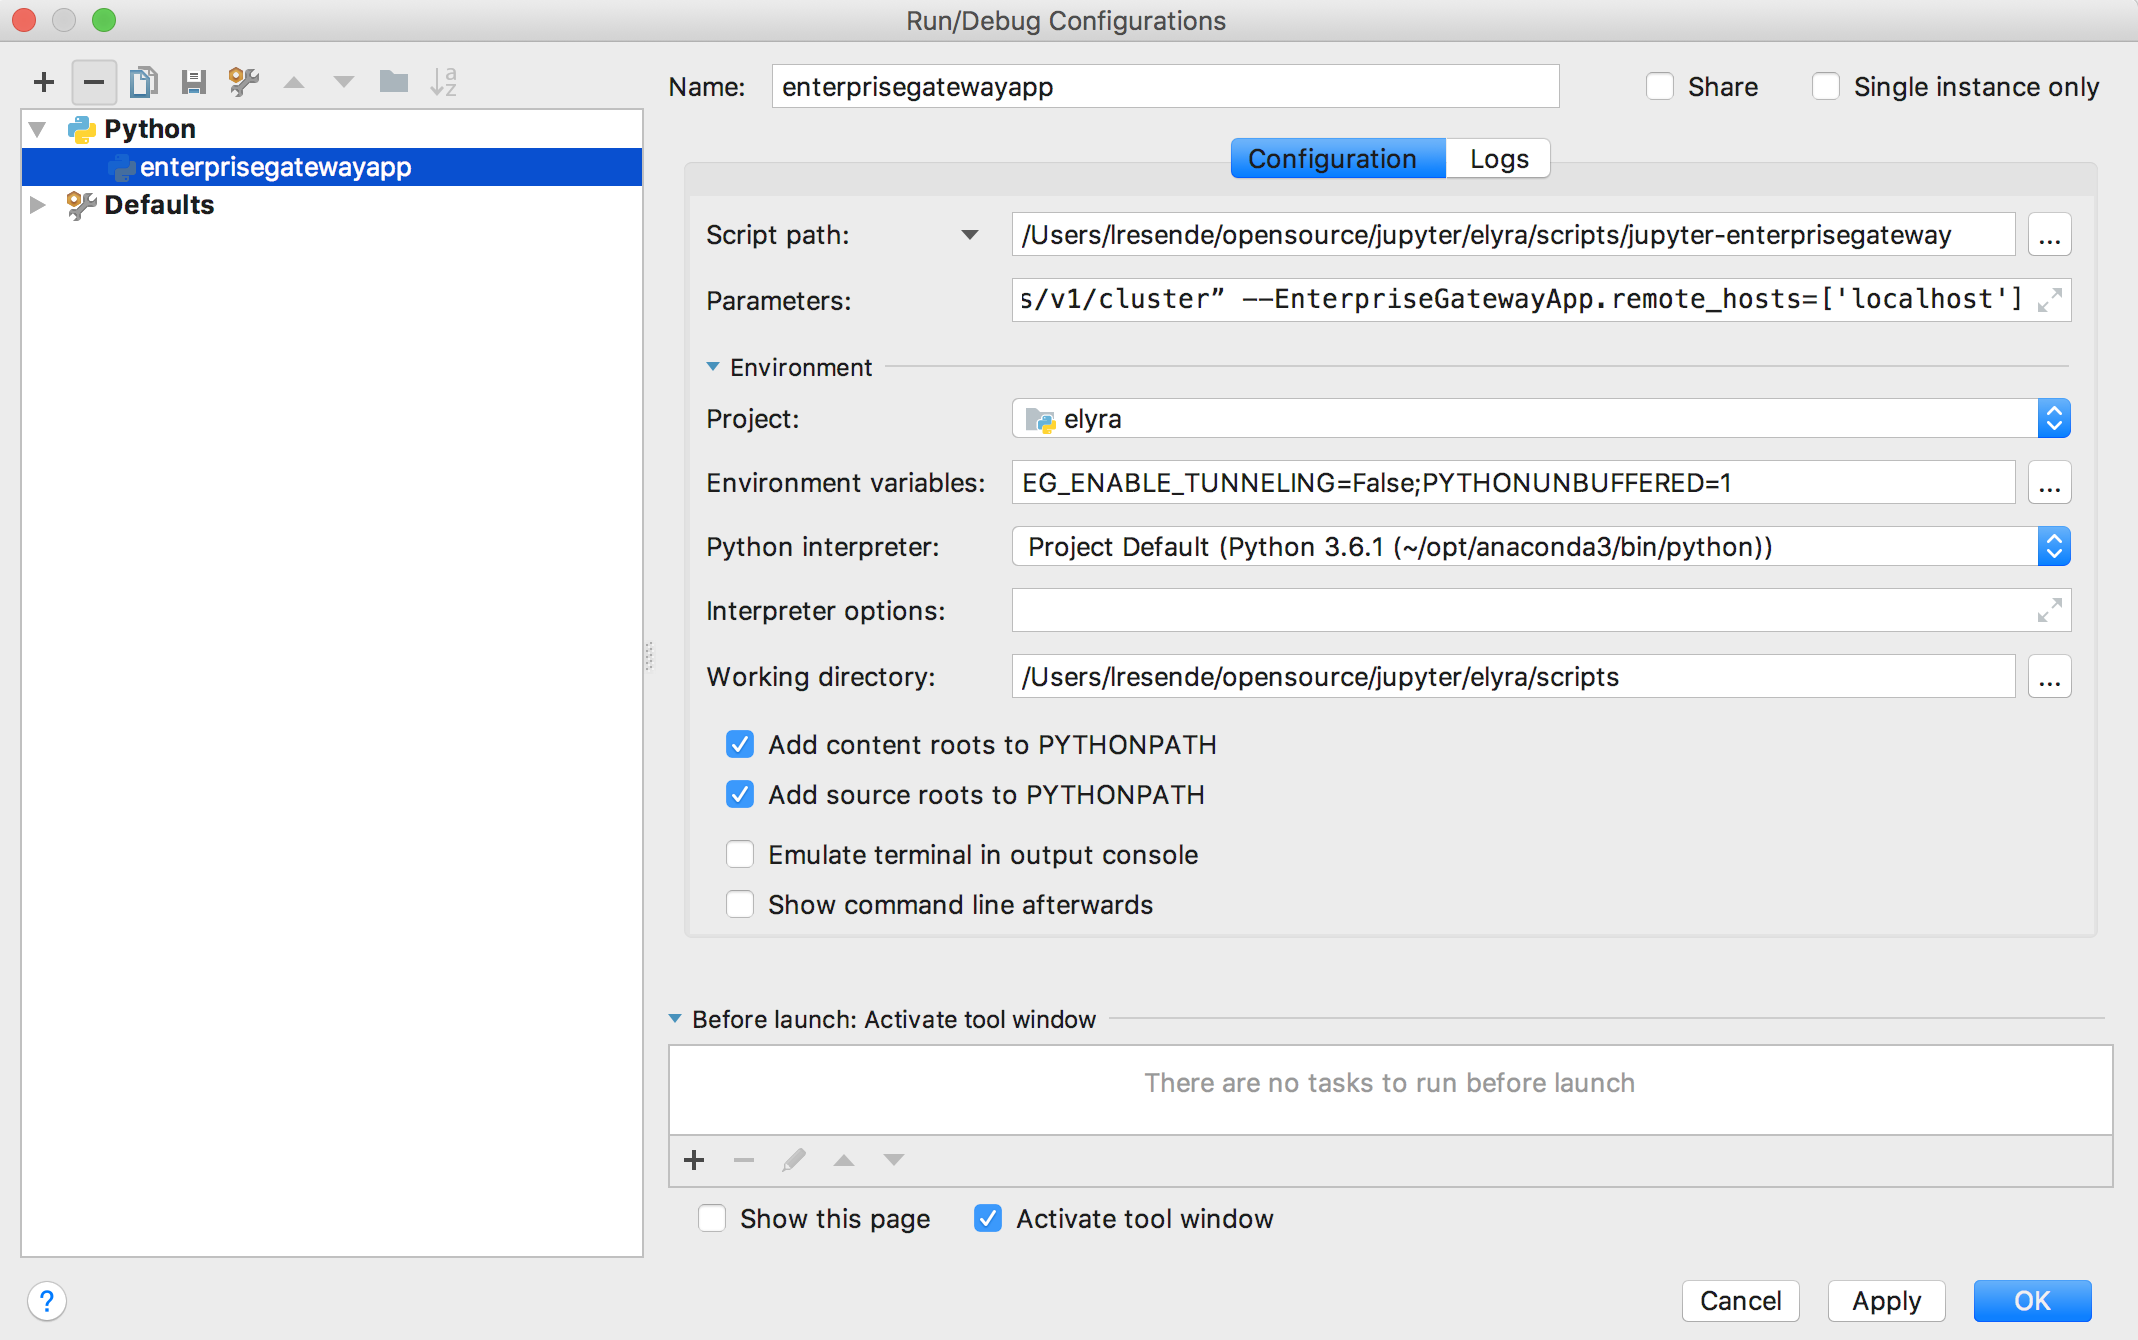 Run/Debug Configurations
Name: enterprisegatewayapp Share Single instance only
Python
enterprisegatewayapp
Defaults
Configuration Logs
Script path: /Users/lresende/opensource/jupyter/elyra/scripts/jupyter-enterprisegateway ...
Parameters: s/v1/cluster” --EnterpriseGatewayApp.remote_hosts=['localhost']
Environment
Project: elyra
Environment variables: EG_ENABLE_TUNNELING=False;PYTHONUNBUFFERED=1 ...
Python interpreter: Project Default (Python 3.6.1 (~/opt/anaconda3/bin/python))
Interpreter options:
Working directory: /Users/lresende/opensource/jupyter/elyra/scripts ...
Add content roots to PYTHONPATH
Add source roots to PYTHONPATH
Emulate terminal in output console
Show command line afterwards
Before launch: Activate tool window
There are no tasks to run before launch
Show this page Activate tool window
? Cancel Apply OK